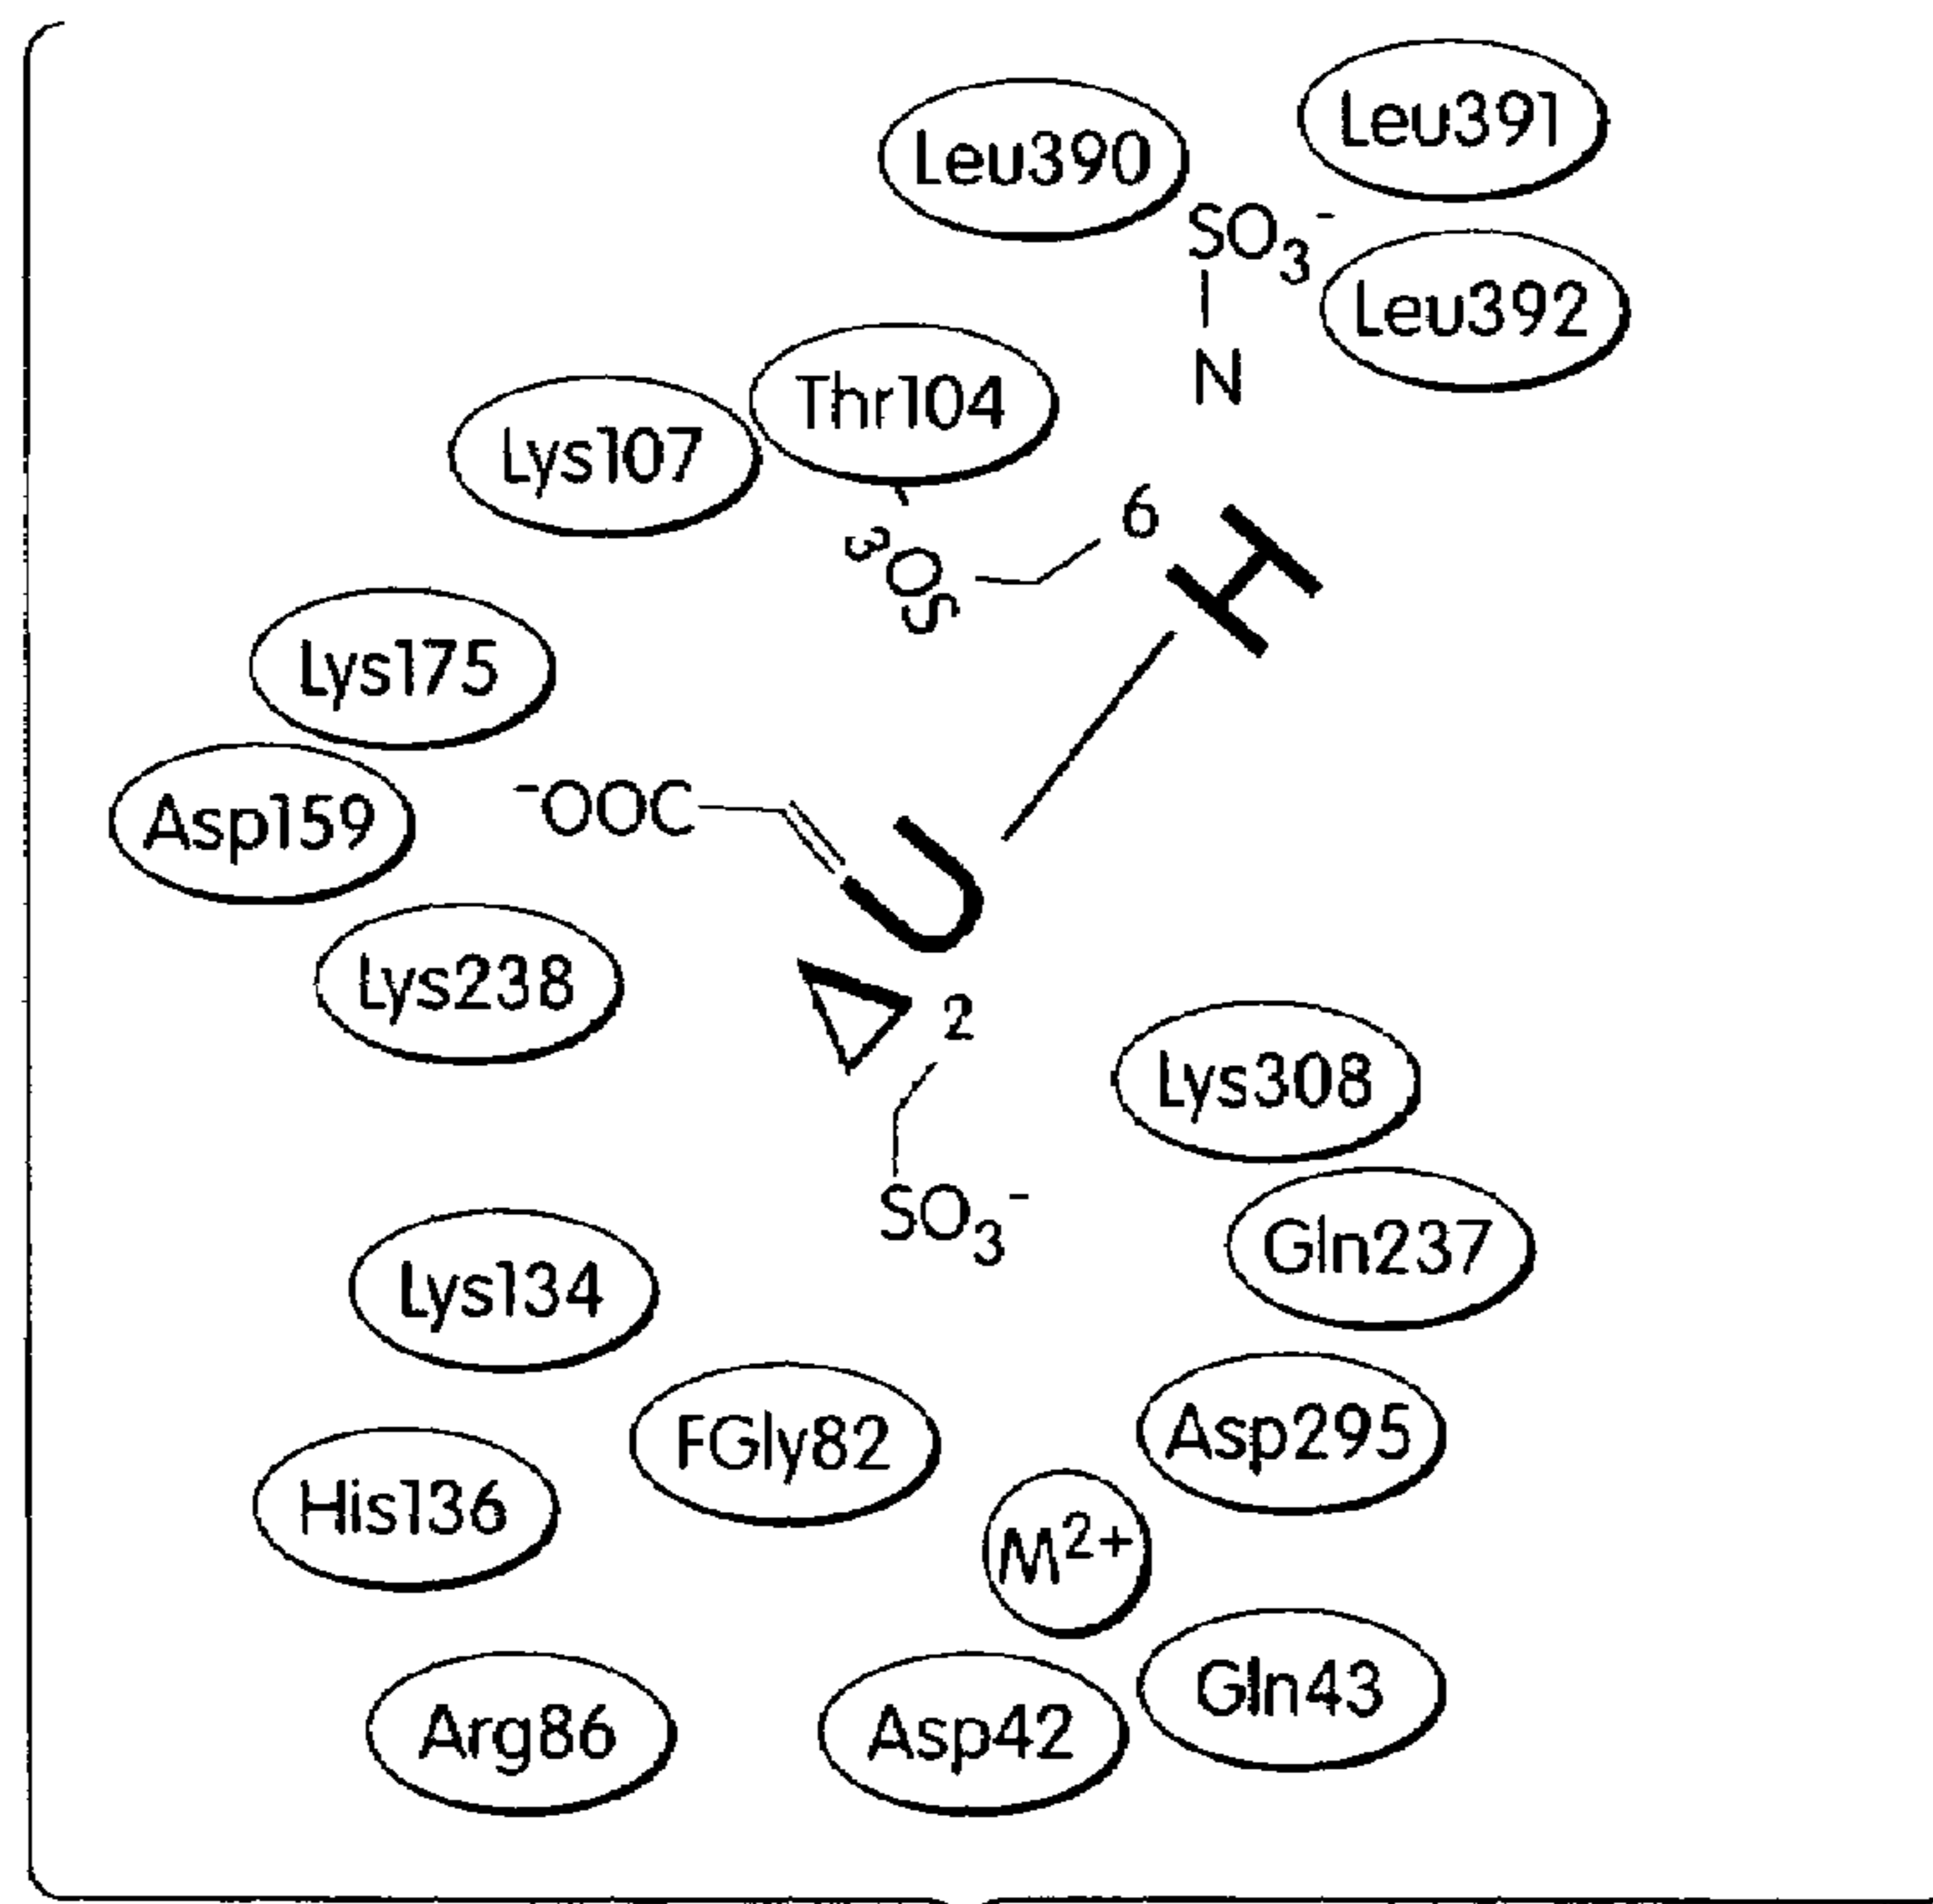 Leu391
Leu390
SO3-
Leu392
N
Thr104
Lys107
6
SO3
H
Lys175
-OOC
Asp159
U
Lys238
Δ
2
Lys308
SO3-
Gln237
Lys134
FGly82
Asp295
His136
M2+
Gln43
Arg86
Asp42